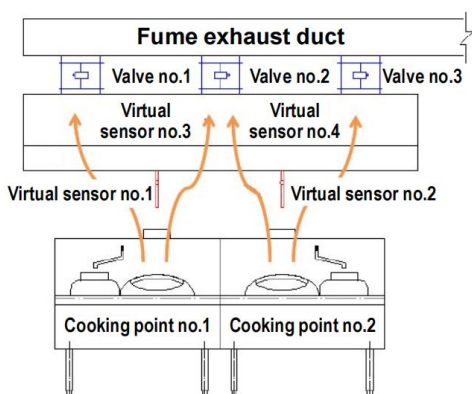 Fume exhaust duct
Valve no.1
Valve no.2
Valve no.3
Virtual
sensor no.3
Virtual
sensor no.4
Virtual sensor no.1
Virtual sensor no.2
Cooking point no.1
Cooking point no.2